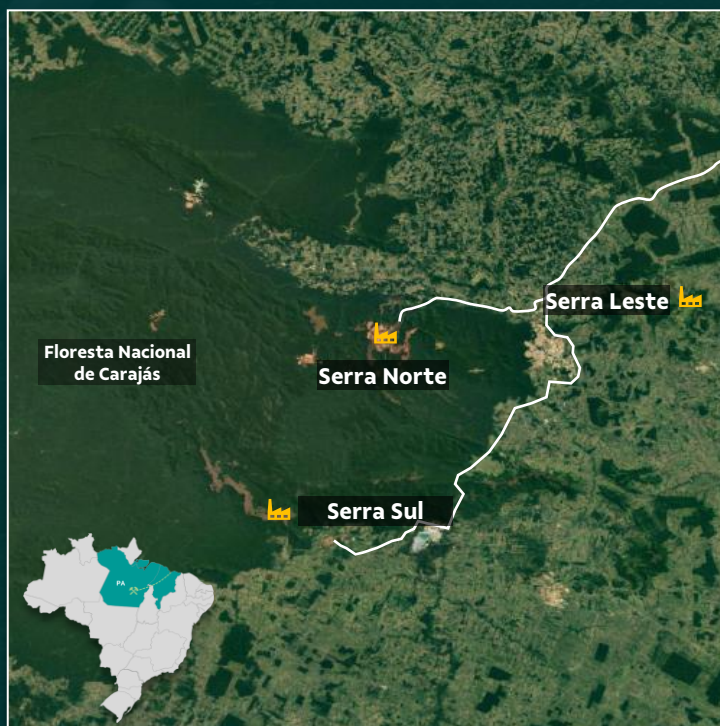 Serra Leste
Floresta Nacional
de Carajás
Serra Norte
Serra Sul
PA